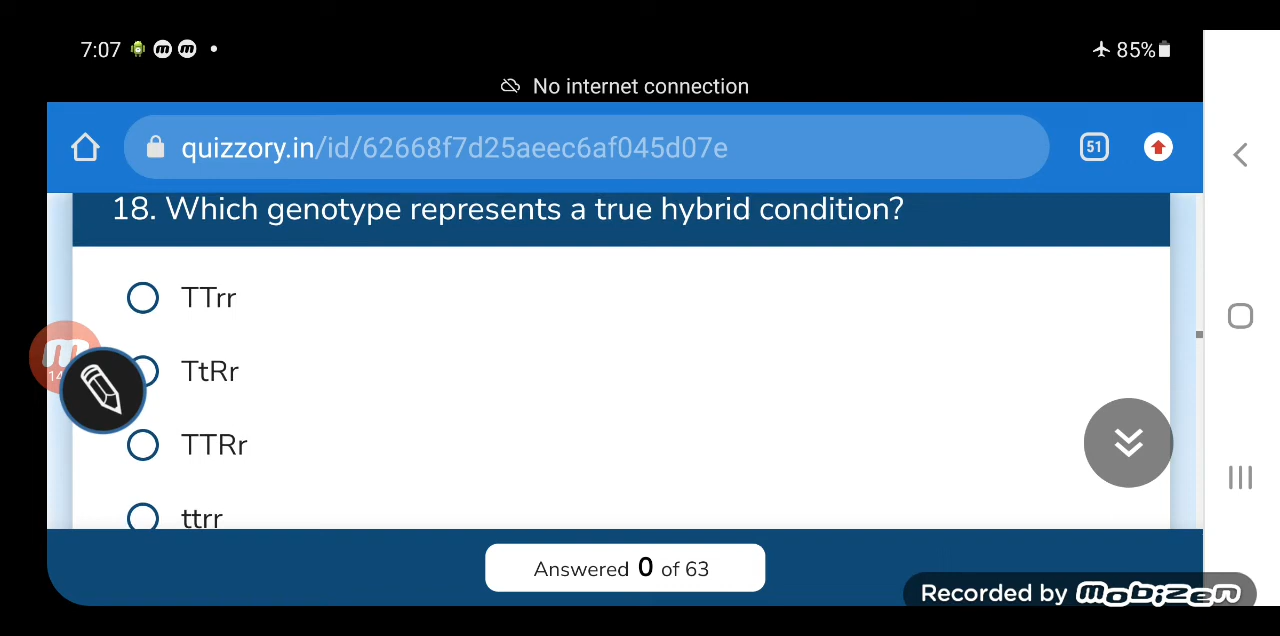 7:07
85%
No internet connection
quizzory.in/id/62668f7d25aeec6af045d07e
51
18. Which genotype represents a true hybrid condition?
TTrr
TtRr
TTRr
ttrr
Answered 0 of 63
Recorded by mobizen